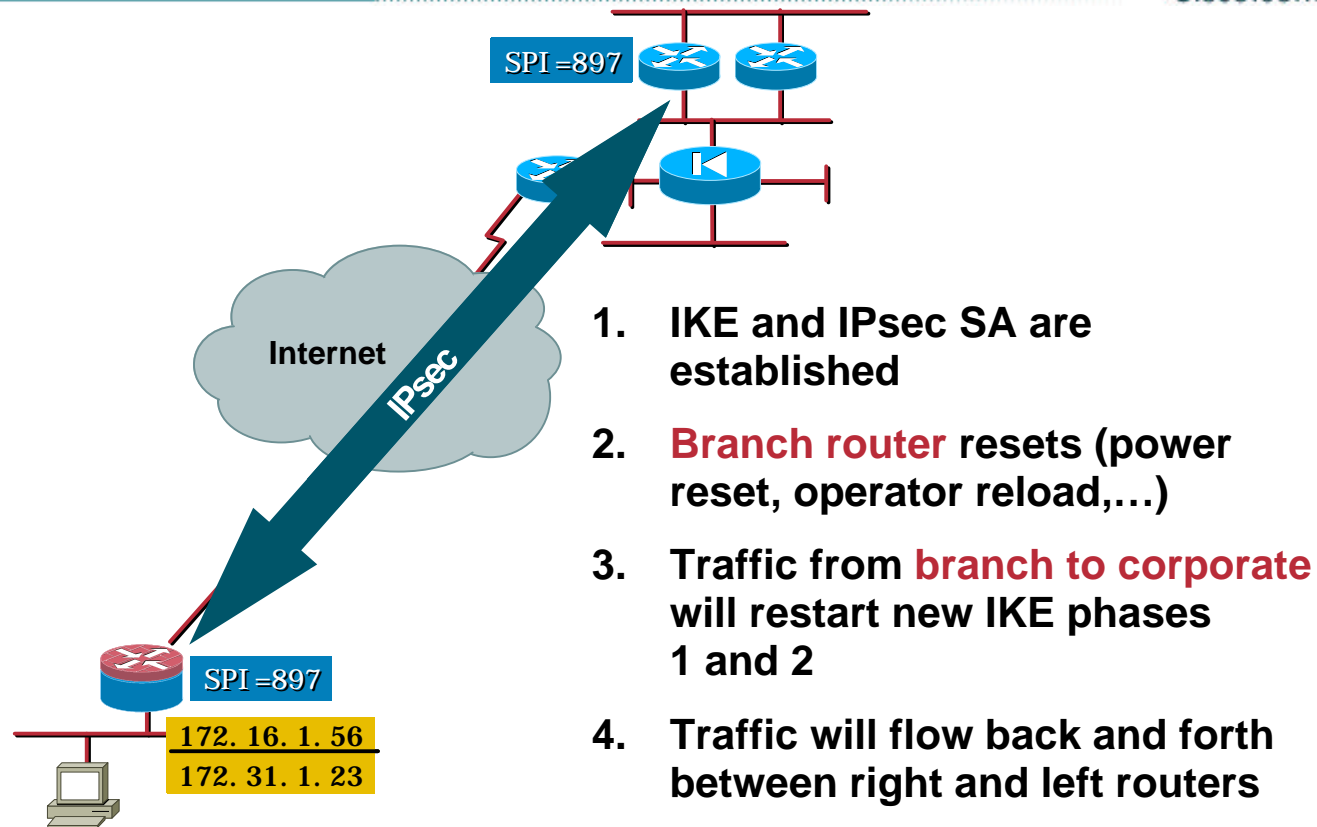 SPI =897
Internet
IPsec
SPI =897
172. 16. 1. 56
172. 31. 1. 23
1. IKE and IPsec SA are
established
2. Branch router resets (power
reset, operator reload,…)
3. Traffic from branch to corporate
will restart new IKE phases
1 and 2
4. Traffic will flow back and forth
between right and left routers